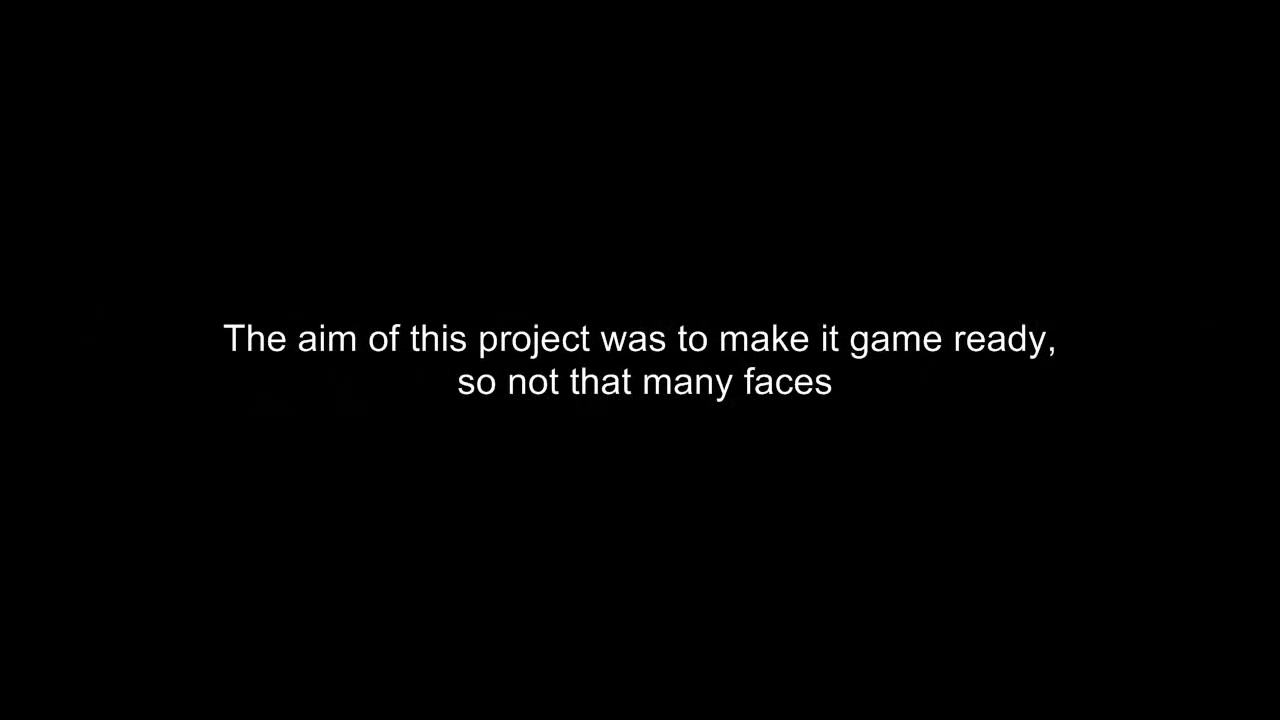 The aim of this project was to make it game ready,
so not that many faces